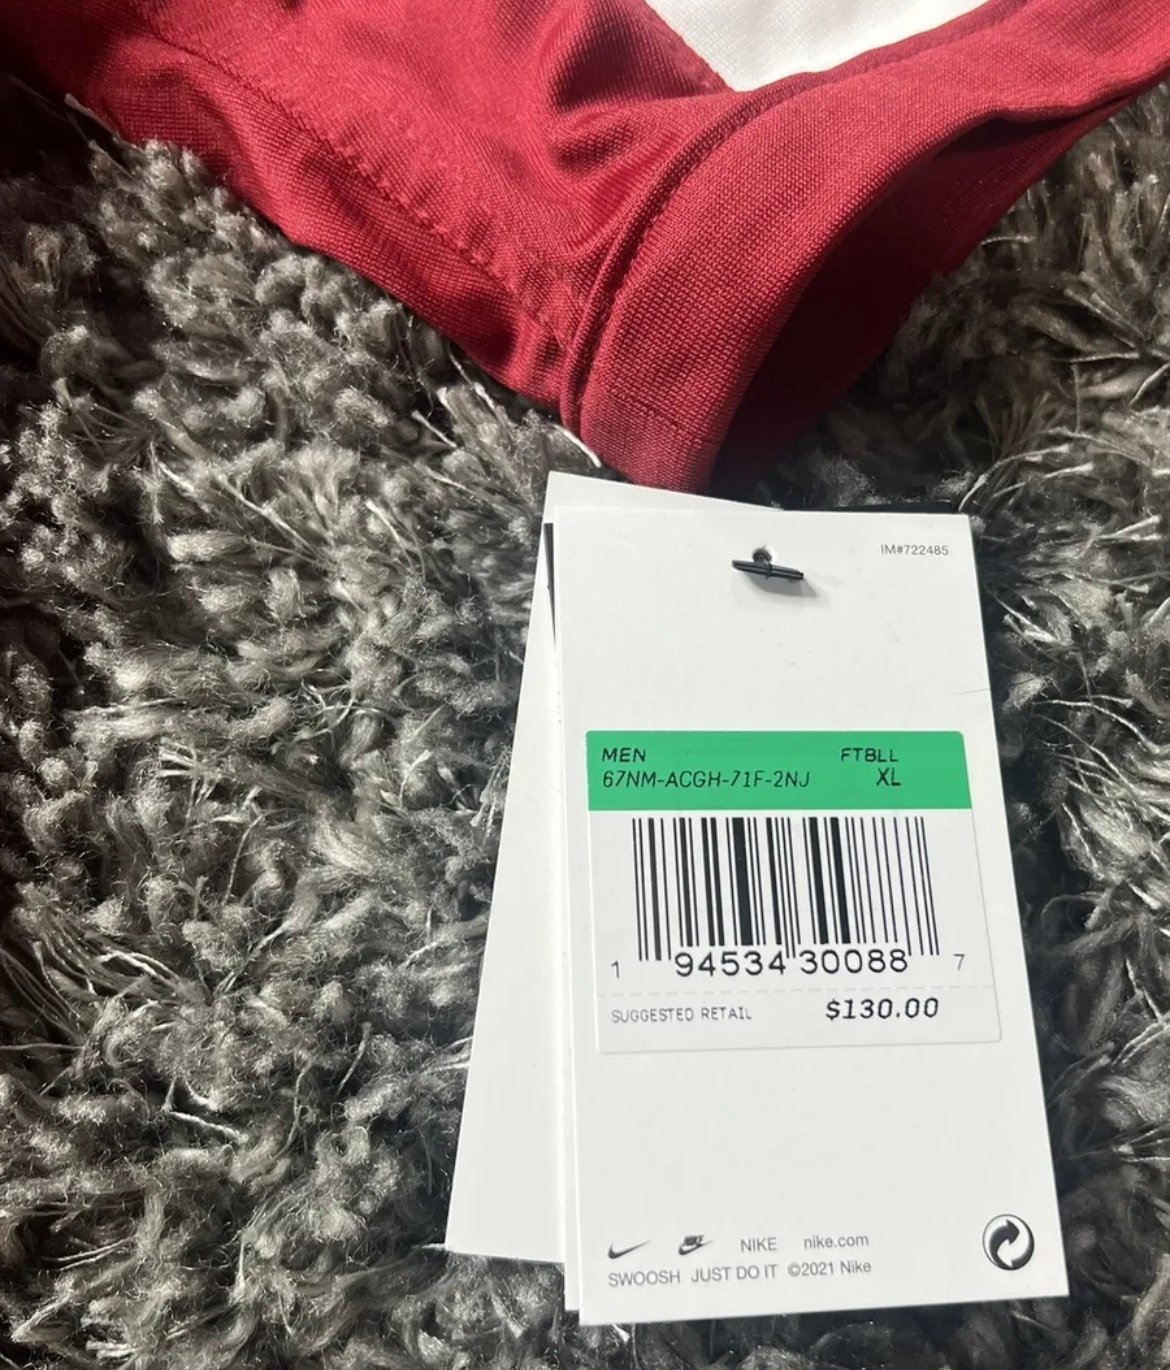 IM#722485
MEN FTBLL
67NM-ACGH-71F-2NJ XL
1 94534 30088 7
SUGGESTED RETAIL $130.00
NIKE NIKE nike.com
SWOOSH JUST DO IT ©2021 Nike